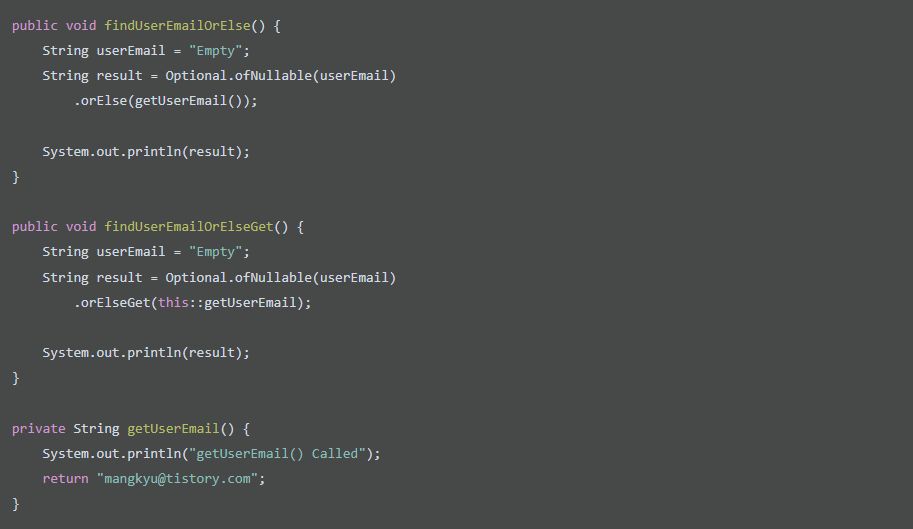 public void findUserEmailOrElse() {
    String userEmail = "Empty";
    String result = Optional.ofNullable(userEmail)
        .orElse(getUserEmail());

    System.out.println(result);
}

public void findUserEmailOrElseGet() {
    String userEmail = "Empty";
    String result = Optional.ofNullable(userEmail)
        .orElseGet(this::getUserEmail);

    System.out.println(result);
}

private String getUserEmail() {
    System.out.println("getUserEmail() Called");
    return "mangkyu@tistory.com";
}